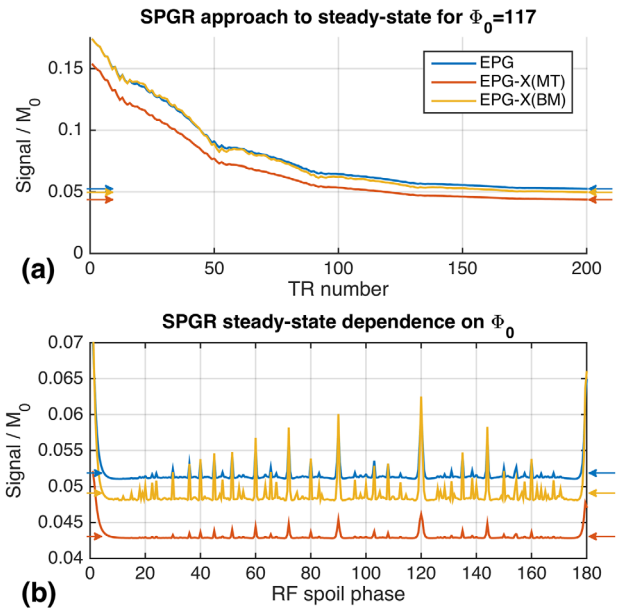 SPGR approach to steady-state for Φ₀=117
0.15
0.1
0.05
0
Signal / M₀
EPG
EPG-X(MT)
EPG-X(BM)
0 50 100 150 200
TR number
(a)
SPGR steady-state dependence on Φ₀
0.07
0.065
0.06
0.055
0.05
0.045
0.04
Signal / M₀
0 20 40 60 80 100 120 140 160 180
RF spoil phase
(b)